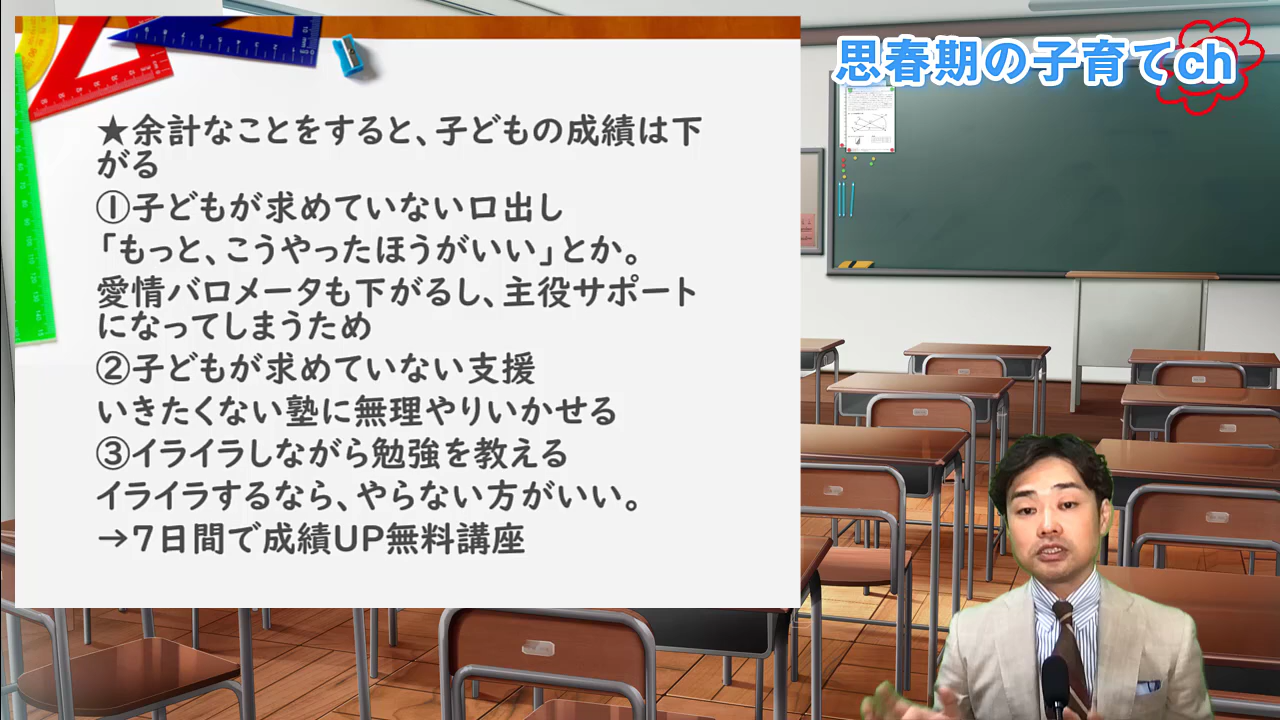 思春期の子育てch
★余計なことをすると、子どもの成績は下
がる
①子どもが求めていない口出し
「もっと、こうやったほうがいい」とか。
愛情バロメータも下がるし、主役サポート
になってしまうため
②子どもが求めていない支援
いきたくない塾に無理やりいかせる
③イライラしながら勉強を教える
イライラするなら、やらない方がいい。
→7日間で成績UP無料講座